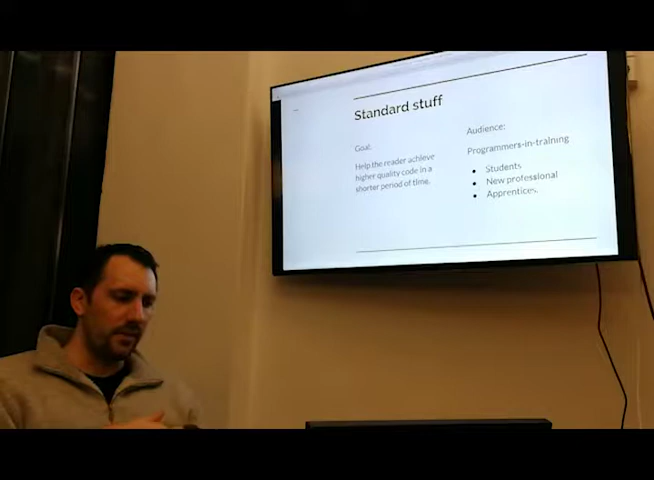 Standard stuff
Goal:
Help the reader achieve
higher quality code in a
shorter period of time.
Audience:
Programmers-in-training
• Students
• New professional
• Apprentices.